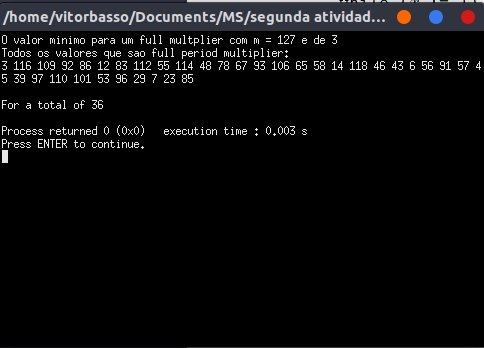 /home/vitorbasso/Documents/MS/segunda atividad...
O valor minimo para um full multplier com m = 127 e de 3
Todos os valores que sao full period multiplier:
3 116 109 92 86 12 83 112 55 114 48 78 67 93 106 65 58 14 118 46 43 6 56 91 57 4
5 39 97 110 101 53 96 29 7 23 85
For a total of 36
Process returned 0 (0x0)   execution time : 0.003 s
Press ENTER to continue.